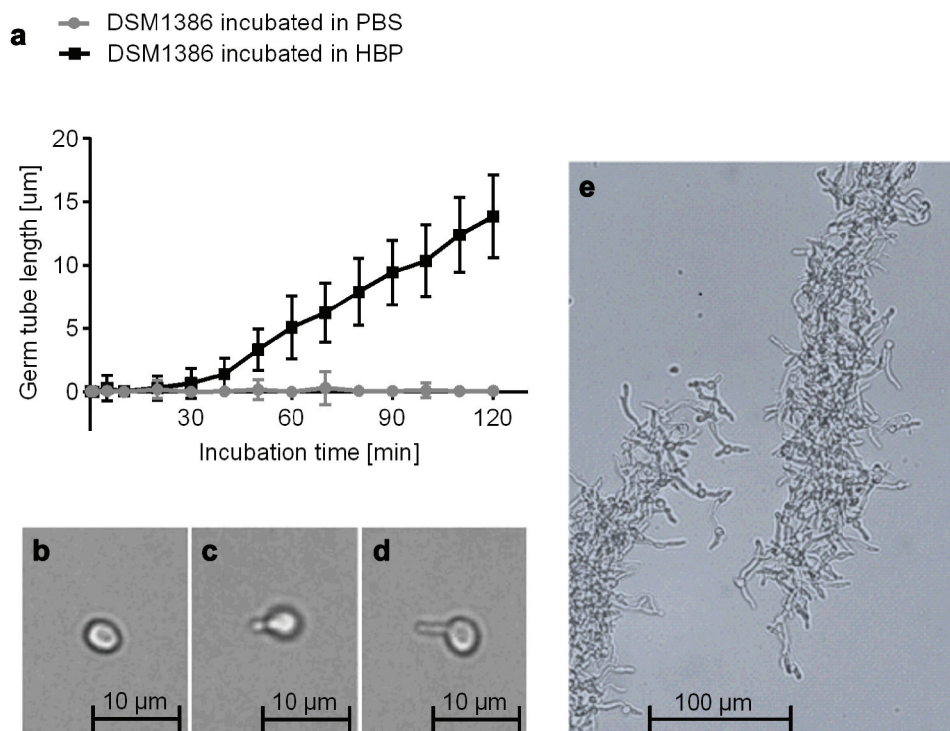 a
DSM1386 incubated in PBS
DSM1386 incubated in HBP
Germ tube length [um]
20
15
10
5
0
30
60
90
120
Incubation time [min]
b
10 µm
c
10 µm
d
10 µm
e
100 µm